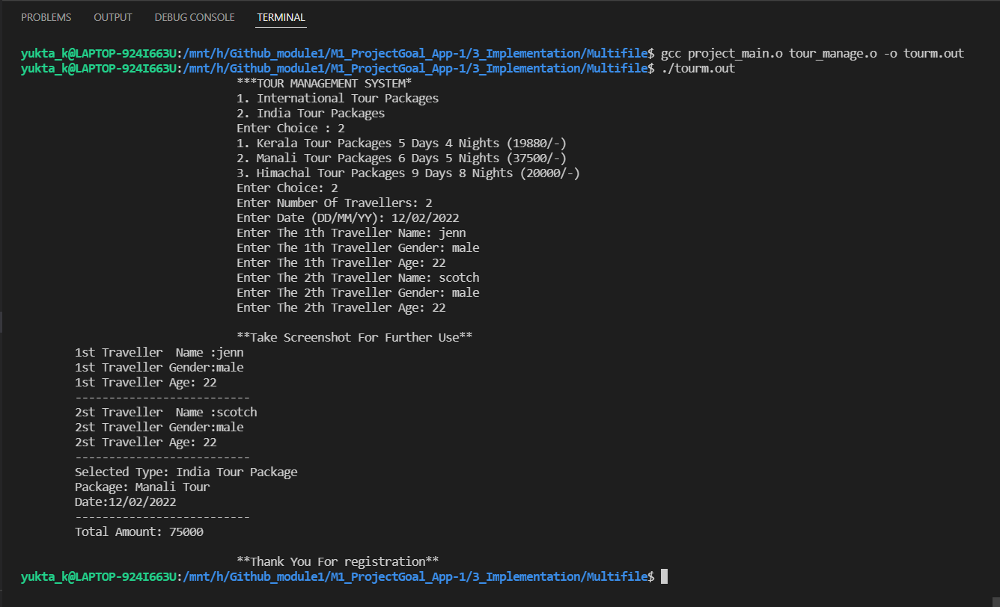 PROBLEMS OUTPUT DEBUG CONSOLE TERMINAL
yukta_k@LAPTOP-924I663U:/mnt/h/Github_module1/M1_ProjectGoal_App-1/3_Implementation/Multifile$ gcc project_main.o tour_manage.o -o tourm.out
yukta_k@LAPTOP-924I663U:/mnt/h/Github_module1/M1_ProjectGoal_App-1/3_Implementation/Multifile$ ./tourm.out
***TOUR MANAGEMENT SYSTEM*
1. International Tour Packages
2. India Tour Packages
Enter Choice : 2
1. Kerala Tour Packages 5 Days 4 Nights (19880/-)
2. Manali Tour Packages 6 Days 5 Nights (37500/-)
3. Himachal Tour Packages 9 Days 8 Nights (20000/-)
Enter Choice: 2
Enter Number Of Travellers: 2
Enter Date (DD/MM/YY): 12/02/2022
Enter The 1th Traveller Name: jenn
Enter The 1th Traveller Gender: male
Enter The 1th Traveller Age: 22
Enter The 2th Traveller Name: scotch
Enter The 2th Traveller Gender: male
Enter The 2th Traveller Age: 22
**Take Screenshot For Further Use**
1st Traveller  Name :jenn
1st Traveller Gender:male
1st Traveller Age: 22
--------------------------
2st Traveller  Name :scotch
2st Traveller Gender:male
2st Traveller Age: 22
--------------------------
Selected Type: India Tour Package
Package: Manali Tour
Date:12/02/2022
--------------------------
Total Amount: 75000
**Thank You For registration**
yukta_k@LAPTOP-924I663U:/mnt/h/Github_module1/M1_ProjectGoal_App-1/3_Implementation/Multifile$